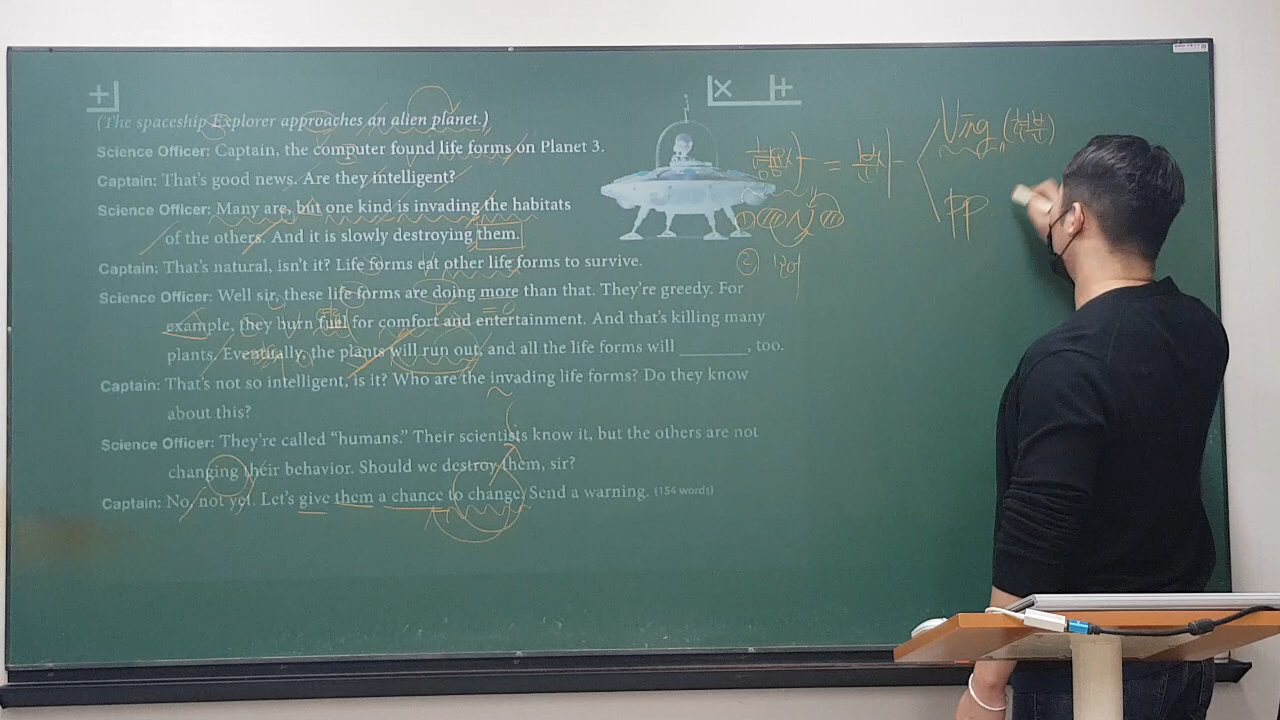 (The spaceship Explorer approaches an alien planet.)
Science Officer: Captain, the computer found life forms on Planet 3.
Captain: That's good news. Are they intelligent?
Science Officer: Many are, but one kind is invading the habitats
of the others. And it is slowly destroying them.
Captain: That's natural, isn't it? Life forms eat other life forms to survive.
Science Officer: Well sir, these life forms are doing more than that. They're greedy. For
example, they burn fuel for comfort and entertainment. And that's killing many
plants. Eventually, the plants will run out, and all the life forms will ________, too.
Captain: That's not so intelligent, is it? Who are the invading life forms? Do they know
about this?
Science Officer: They're called “humans.” Their scientists know it, but the others are not
changing their behavior. Should we destroy them, sir?
Captain: No, not yet. Let's give them a chance to change. Send a warning. (154 words)
Ving
PP
①
②